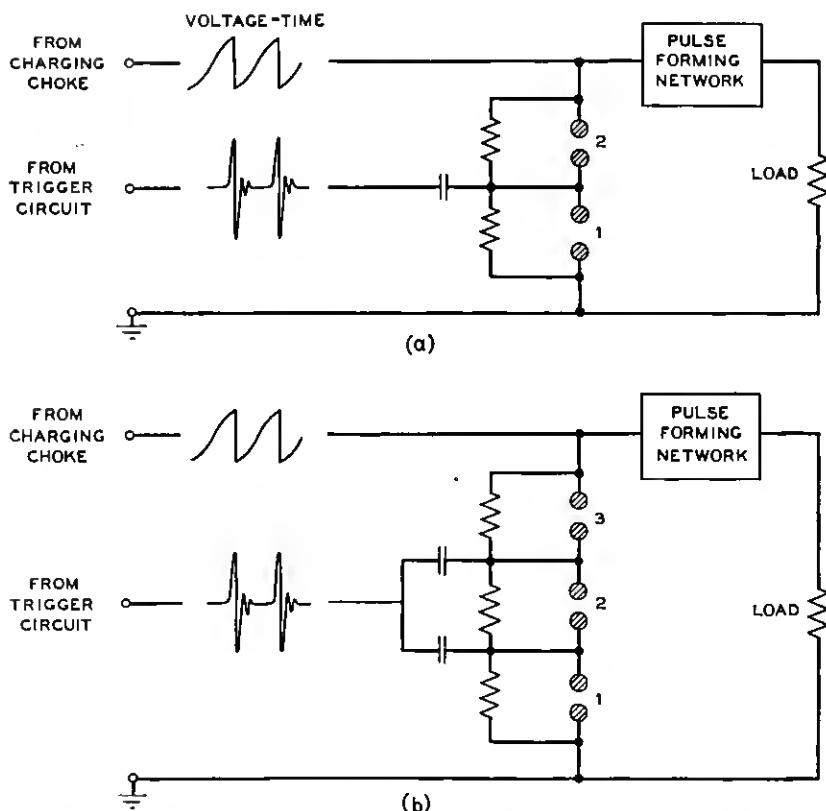 VOLTAGE-TIME
FROM
CHARGING
CHOKE
PULSE
FORMING
NETWORK
2
FROM
TRIGGER
CIRCUIT
LOAD
1
(a)
FROM
CHARGING
CHOKE
PULSE
FORMING
NETWORK
3
FROM
TRIGGER
CIRCUIT
2
LOAD
1
(b)